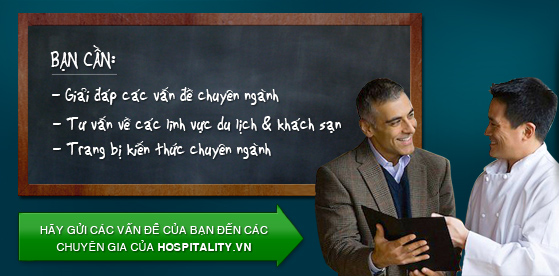 BẠN CẦN:
- Giải đáp các vấn đề chuyên ngành
- Tư vấn về các lĩnh vực du lịch & khách sạn
- Trang bị kiến thức chuyên ngành
HÃY GỬI CÁC VẤN ĐỀ CỦA BẠN ĐẾN CÁC
CHUYÊN GIA CỦA HOSPITALITY.VN